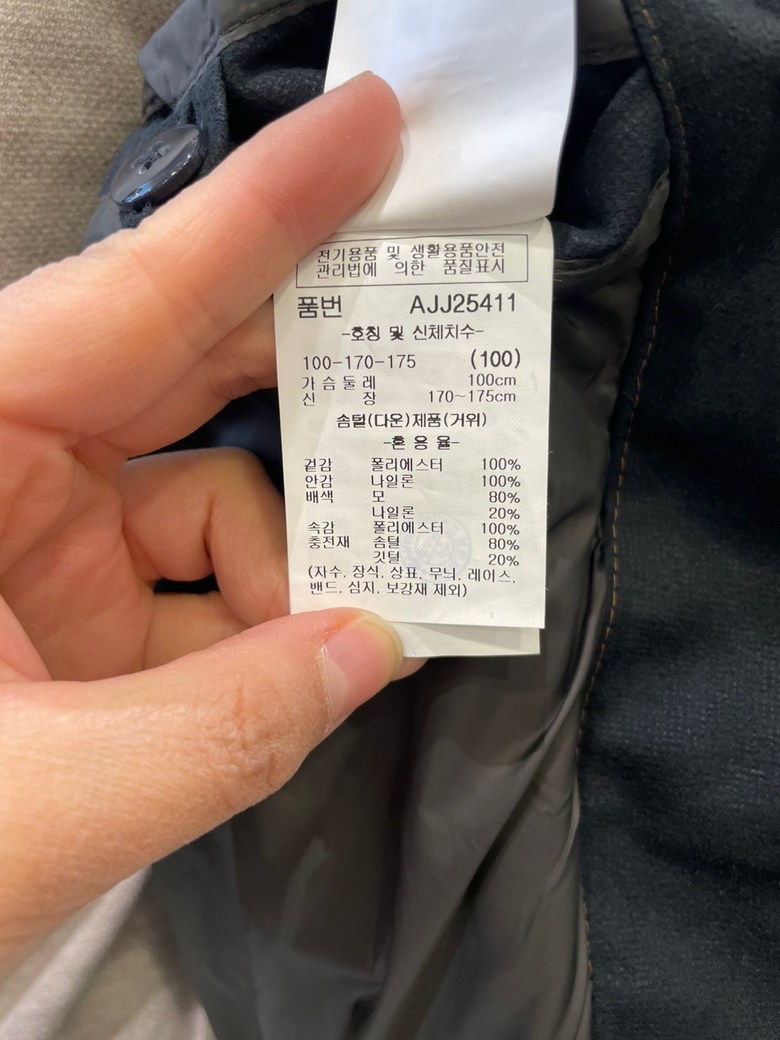 전기용품 및 생활용품안전
관리법에 의한 품질표시
품번 AJJ25411
-호칭 및 신체치수-
100-170-175 (100)
가슴둘레 100cm
신장 170~175cm
솜털(다운)제품(거위)
-혼용율-
겉감 폴리에스터 100%
안감 나일론 100%
배색 모 80%
나일론 20%
속감 폴리에스터 100%
충전재 솜털 80%
깃털 20%
(자수, 장식, 상표, 무늬, 레이스,
밴드, 심지, 보강재 제외)